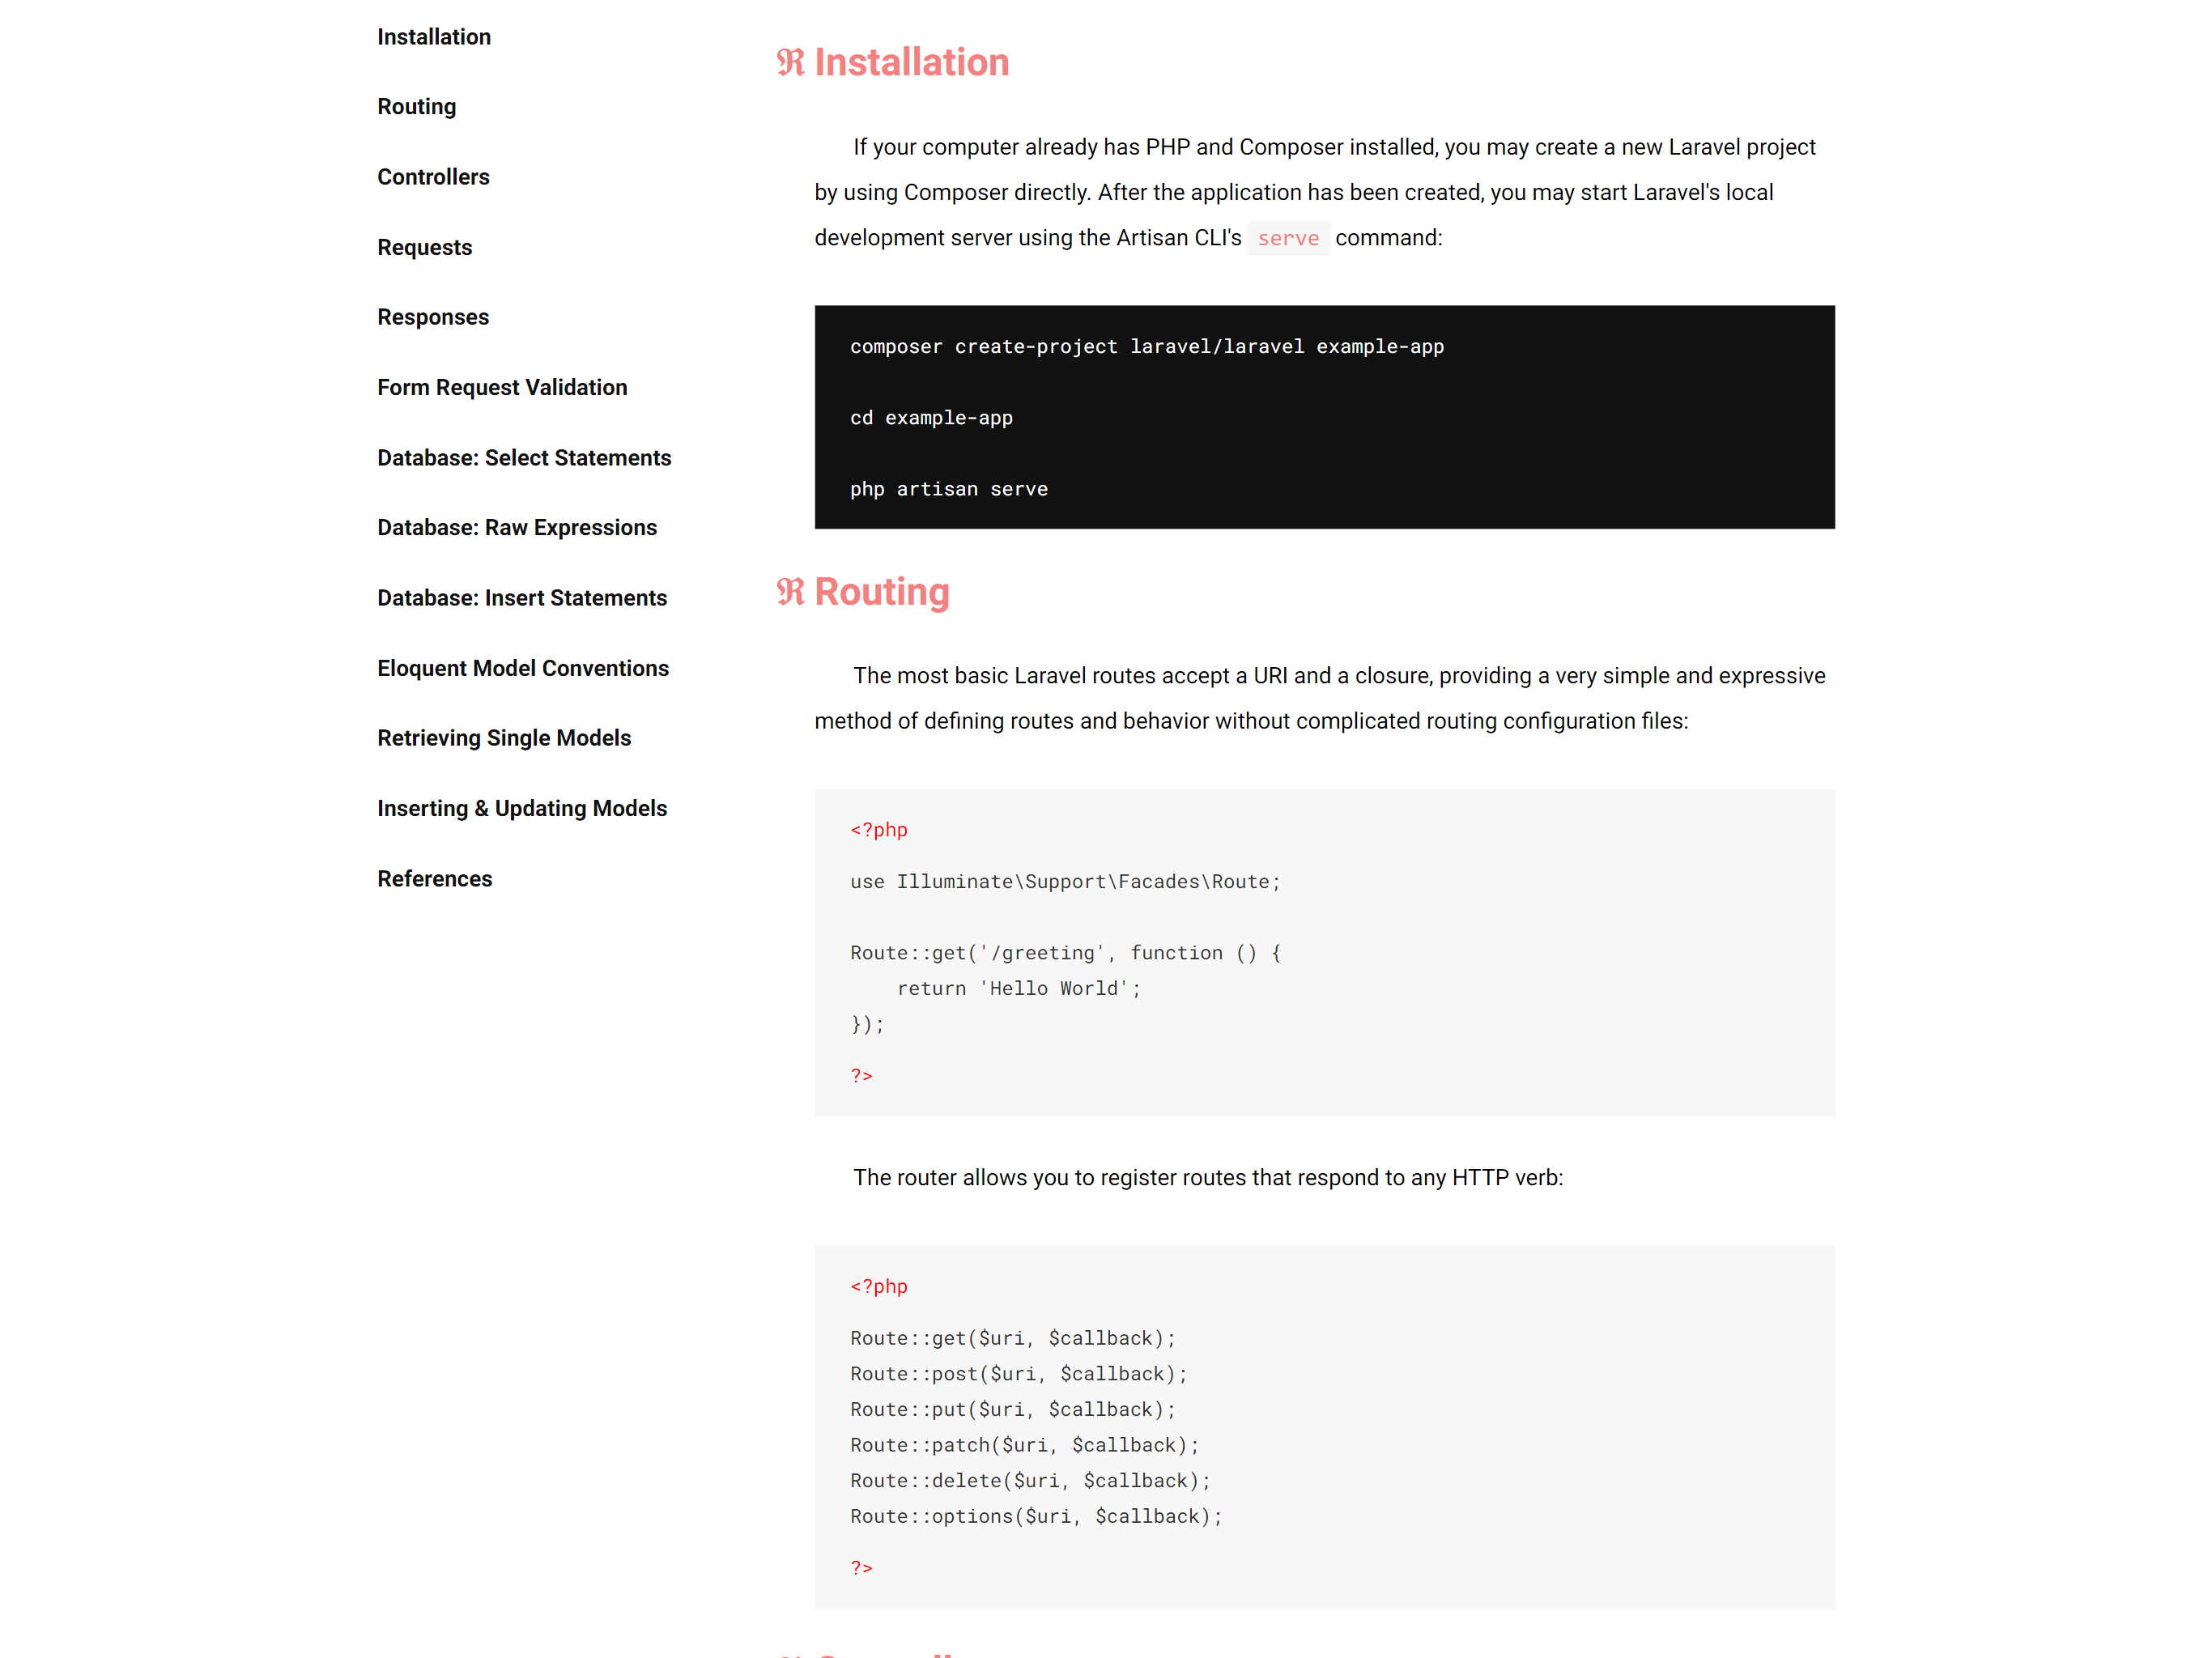 Installation
Routing
Controllers
Requests
Responses
Form Request Validation
Database: Select Statements
Database: Raw Expressions
Database: Insert Statements
Eloquent Model Conventions
Retrieving Single Models
Inserting & Updating Models
References
ℜ Installation
If your computer already has PHP and Composer installed, you may create a new Laravel project
by using Composer directly. After the application has been created, you may start Laravel's local
development server using the Artisan CLI's serve command:
composer create-project laravel/laravel example-app
cd example-app
php artisan serve
ℜ Routing
The most basic Laravel routes accept a URI and a closure, providing a very simple and expressive
method of defining routes and behavior without complicated routing configuration files:
<?php
use Illuminate\Support\Facades\Route;
Route::get('/greeting', function () {
    return 'Hello World';
});
?>
The router allows you to register routes that respond to any HTTP verb:
<?php
Route::get($uri, $callback);
Route::post($uri, $callback);
Route::put($uri, $callback);
Route::patch($uri, $callback);
Route::delete($uri, $callback);
Route::options($uri, $callback);
?>